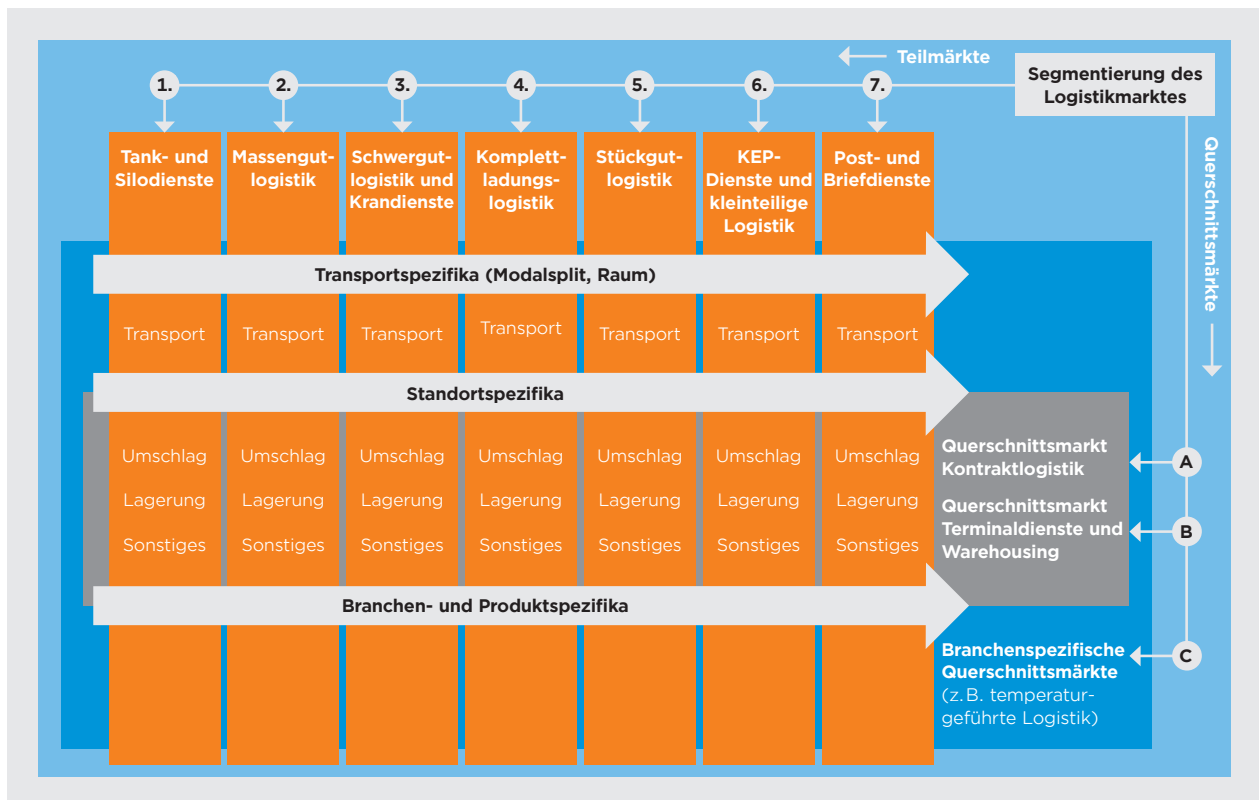 Teilmärkte
Segmentierung des
Logistikmarktes
1.
2.
3.
4.
5.
6.
7.
Querschnittsmärkte
Tank- und
Silodienste
Massengut-
logistik
Schwergut-
logistik und
Krandienste
Komplett-
ladungs-
logistik
Stückgut-
logistik
KEP-
Dienste und
kleinteilige
Logistik
Post- und
Briefdienste
Transportspezifika (Modalsplit, Raum)
Transport Transport Transport Transport Transport Transport Transport
Standortspezifika
Umschlag Umschlag Umschlag Umschlag Umschlag Umschlag Umschlag
Lagerung Lagerung Lagerung Lagerung Lagerung Lagerung Lagerung
Sonstiges Sonstiges Sonstiges Sonstiges Sonstiges Sonstiges Sonstiges
Querschnittsmarkt
Kontraktlogistik
A
Querschnittsmarkt
Terminaldienste und
Warehousing
B
Branchen- und Produktspezifika
Branchenspezifische
Querschnittsmärkte
(z. B. temperatur-
geführte Logistik)
C